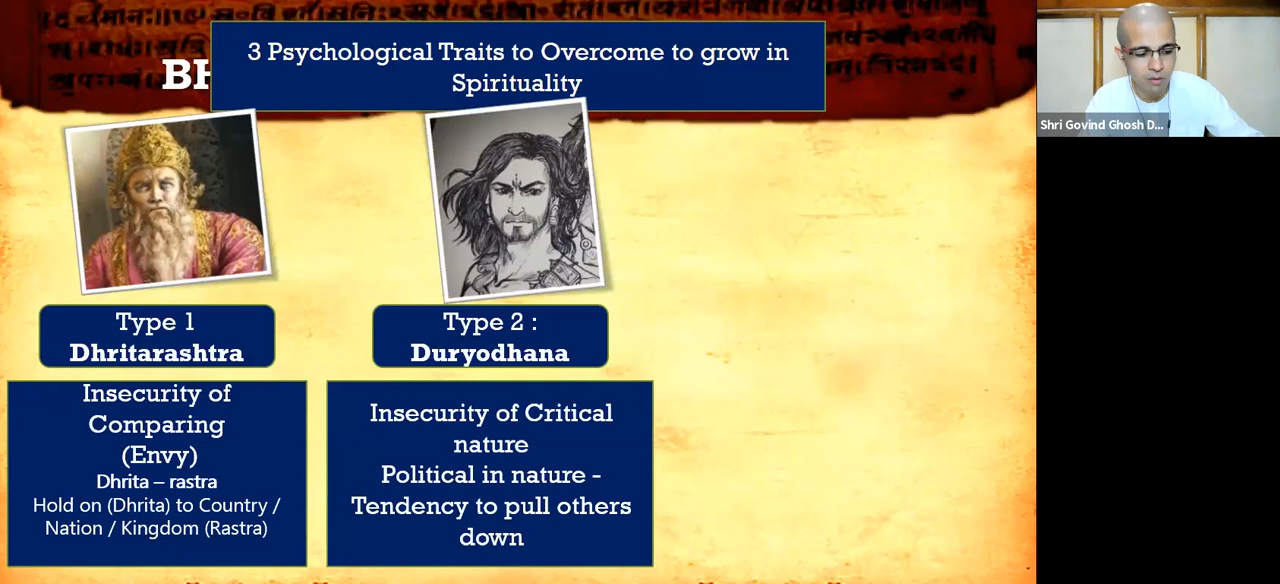 3 Psychological Traits to Overcome to grow in
Spirituality
BH
Shri Govind Ghosh D...
Type 1
Dhritarashtra
Type 2 :
Duryodhana
Insecurity of
Comparing
(Envy)
Dhrita – rastra
Hold on (Dhrita) to Country /
Nation / Kingdom (Rastra)
Insecurity of Critical
nature
Political in nature -
Tendency to pull others
down